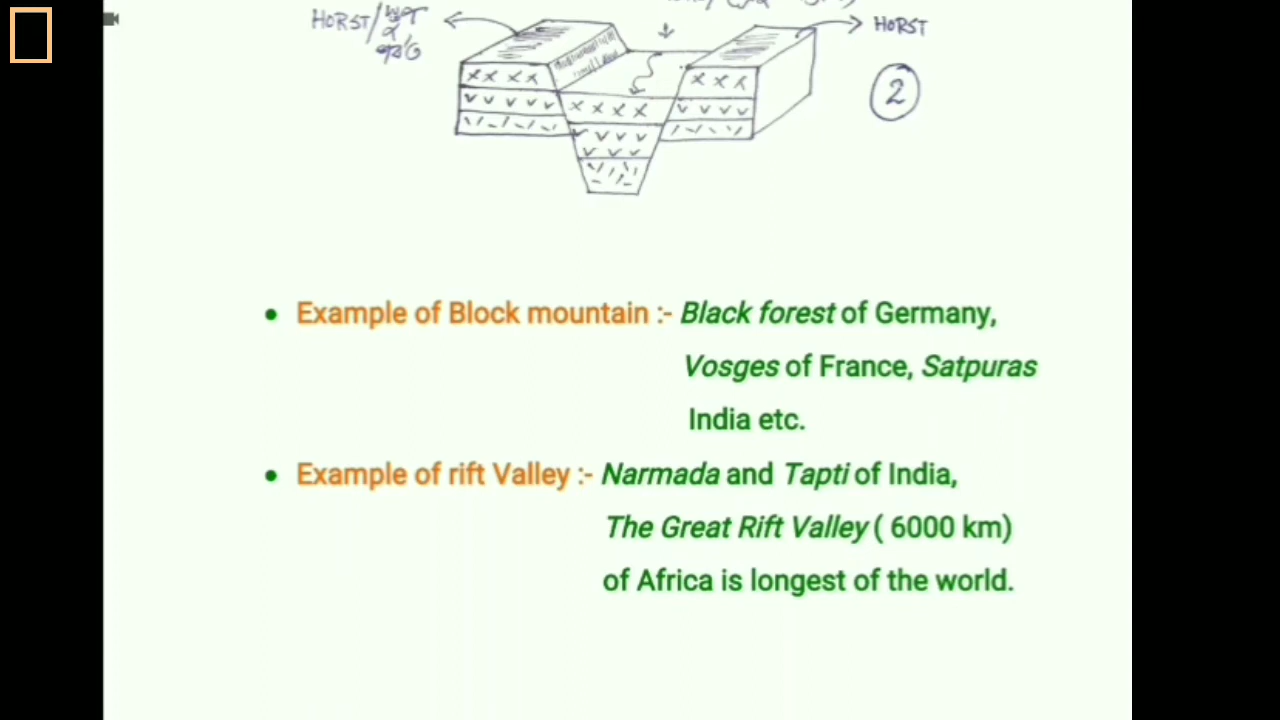 HORST/
HORST
2
• Example of Block mountain :- Black forest of Germany,
Vosges of France, Satpuras
India etc.
• Example of rift Valley :- Narmada and Tapti of India,
The Great Rift Valley ( 6000 km)
of Africa is longest of the world.